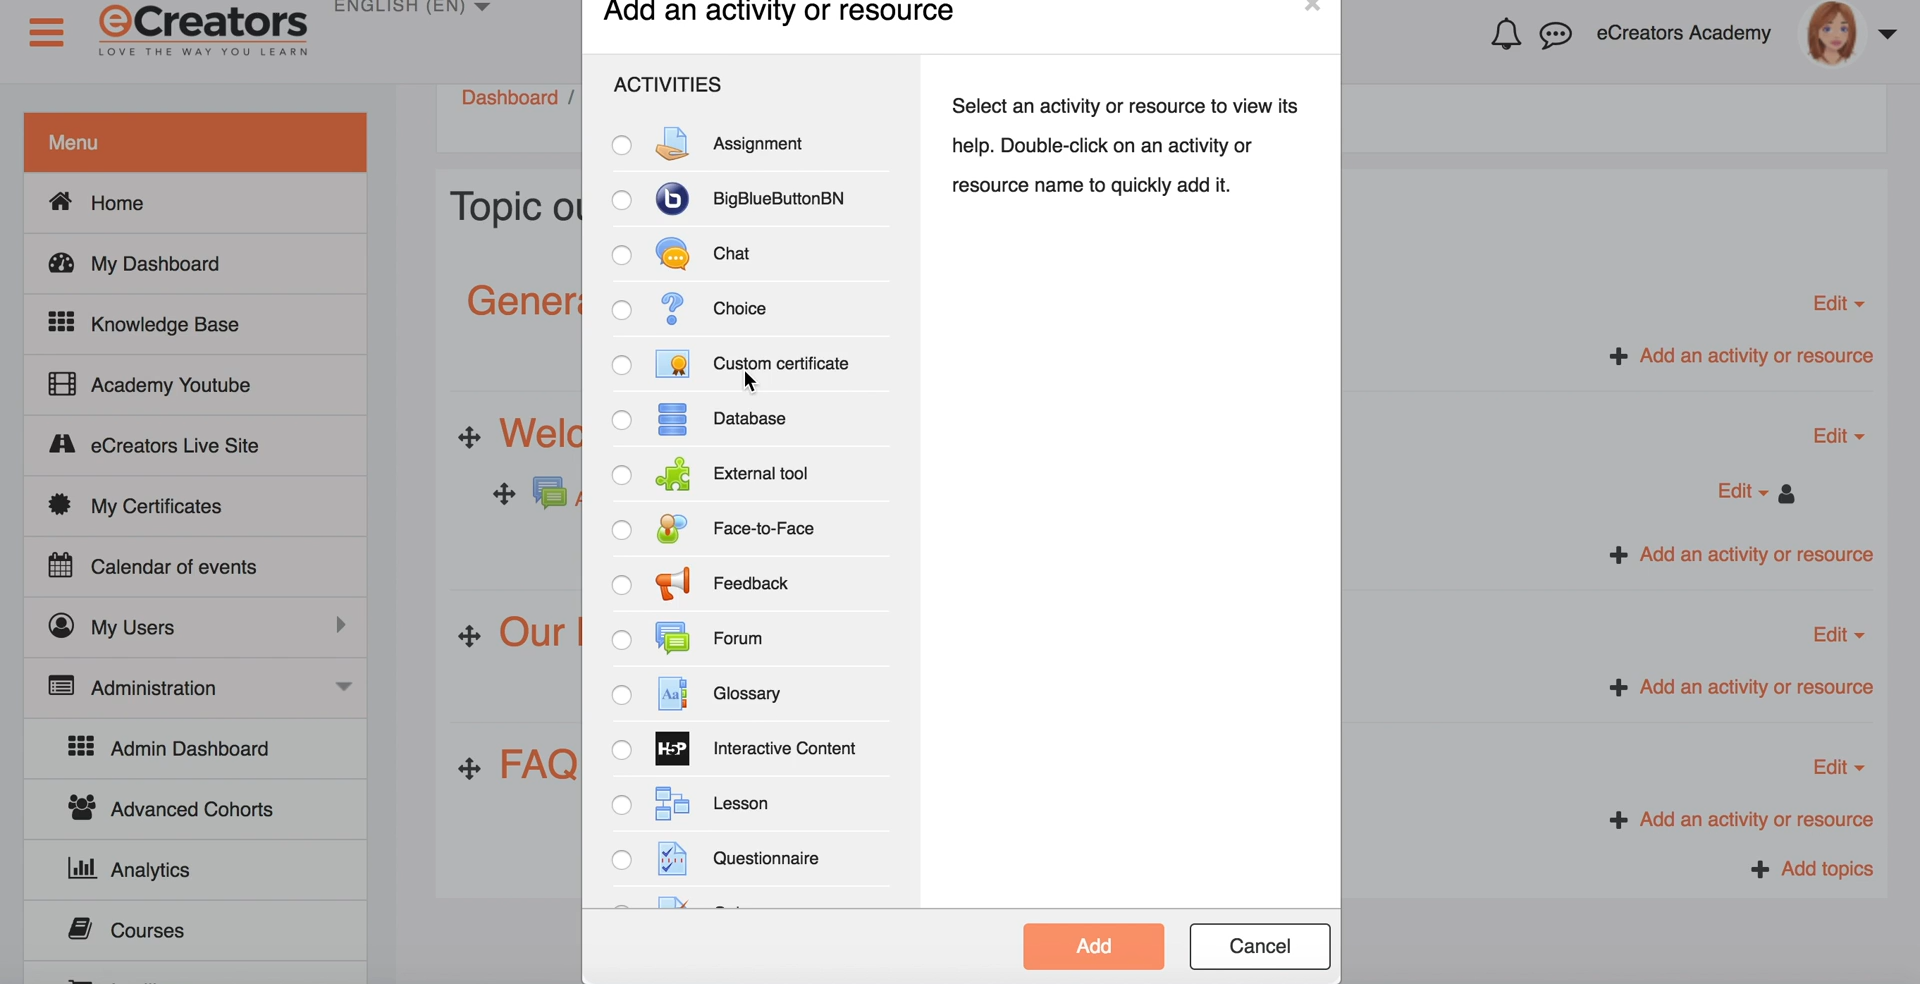 eCreators
LOVE THE WAY YOU LEARN
ENGLISH (EN)
Add an activity or resource
×
eCreators Academy
Menu
Home
My Dashboard
Knowledge Base
Academy Youtube
eCreators Live Site
My Certificates
Calendar of events
My Users
Administration
Admin Dashboard
Advanced Cohorts
Analytics
Courses
Dashboard /
Topic ou
Genera
Edit
Add an activity or resource
Welc
Edit
Edit
Add an activity or resource
Our
Edit
Add an activity or resource
FAQ
Edit
Add an activity or resource
Add topics
ACTIVITIES
Assignment
b BigBlueButtonBN
Chat
? Choice
Custom certificate
Database
External tool
Face-to-Face
Feedback
Forum
Aa Glossary
H5P Interactive Content
Lesson
Questionnaire
Select an activity or resource to view its
help. Double-click on an activity or
resource name to quickly add it.
Add
Cancel